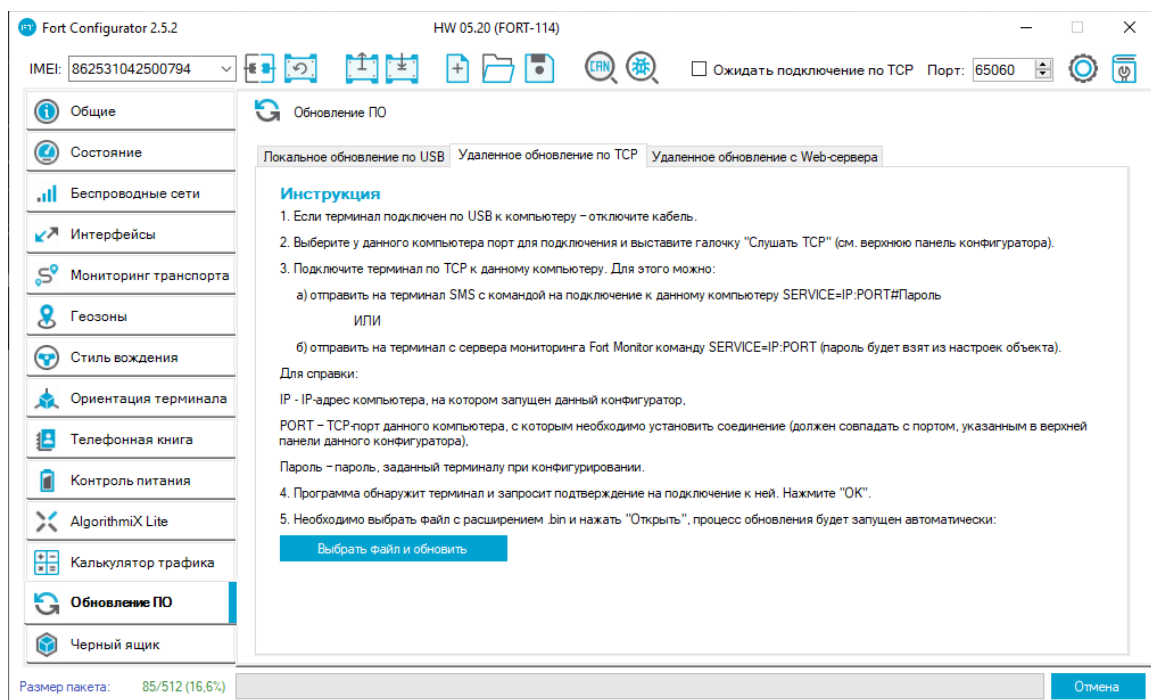 Fort Configurator 2.5.2
HW 05.20 (FORT-114)
IMEI: 862531042500794
CAN
Ожидать подключение по TCP
Порт: 65060
Общие
Состояние
Беспроводные сети
Интерфейсы
Мониторинг транспорта
Геозоны
Стиль вождения
Ориентация терминала
Телефонная книга
Контроль питания
AlgorithmiX Lite
Калькулятор трафика
Обновление ПО
Черный ящик
Обновление ПО
Локальное обновление по USB
Удаленное обновление по TCP
Удаленное обновление с Web-сервера
Инструкция
1. Если терминал подключен по USB к компьютеру – отключите кабель.
2. Выберите у данного компьютера порт для подключения и выставите галочку "Слушать TCP" (см. верхнюю панель конфигуратора).
3. Подключите терминал по TCP к данному компьютеру. Для этого можно:
а) отправить на терминал SMS с командой на подключение к данному компьютеру SERVICE=IP:PORT#Пароль
ИЛИ
б) отправить на терминал с сервера мониторинга Fort Monitor команду SERVICE=IP:PORT (пароль будет взят из настроек объекта).
Для справки:
IP - IP-адрес компьютера, на котором запущен данный конфигуратор,
PORT – TCP-порт данного компьютера, с которым необходимо установить соединение (должен совпадать с портом, указанным в верхней
панели данного конфигуратора),
Пароль – пароль, заданный терминалу при конфигурировании.
4. Программа обнаружит терминал и запросит подтверждение на подключение к ней. Нажмите "ОК".
5. Необходимо выбрать файл с расширением .bin и нажать "Открыть", процесс обновления будет запущен автоматически:
Выбрать файл и обновить
Размер пакета: 85/512 (16,6%)
Отмена